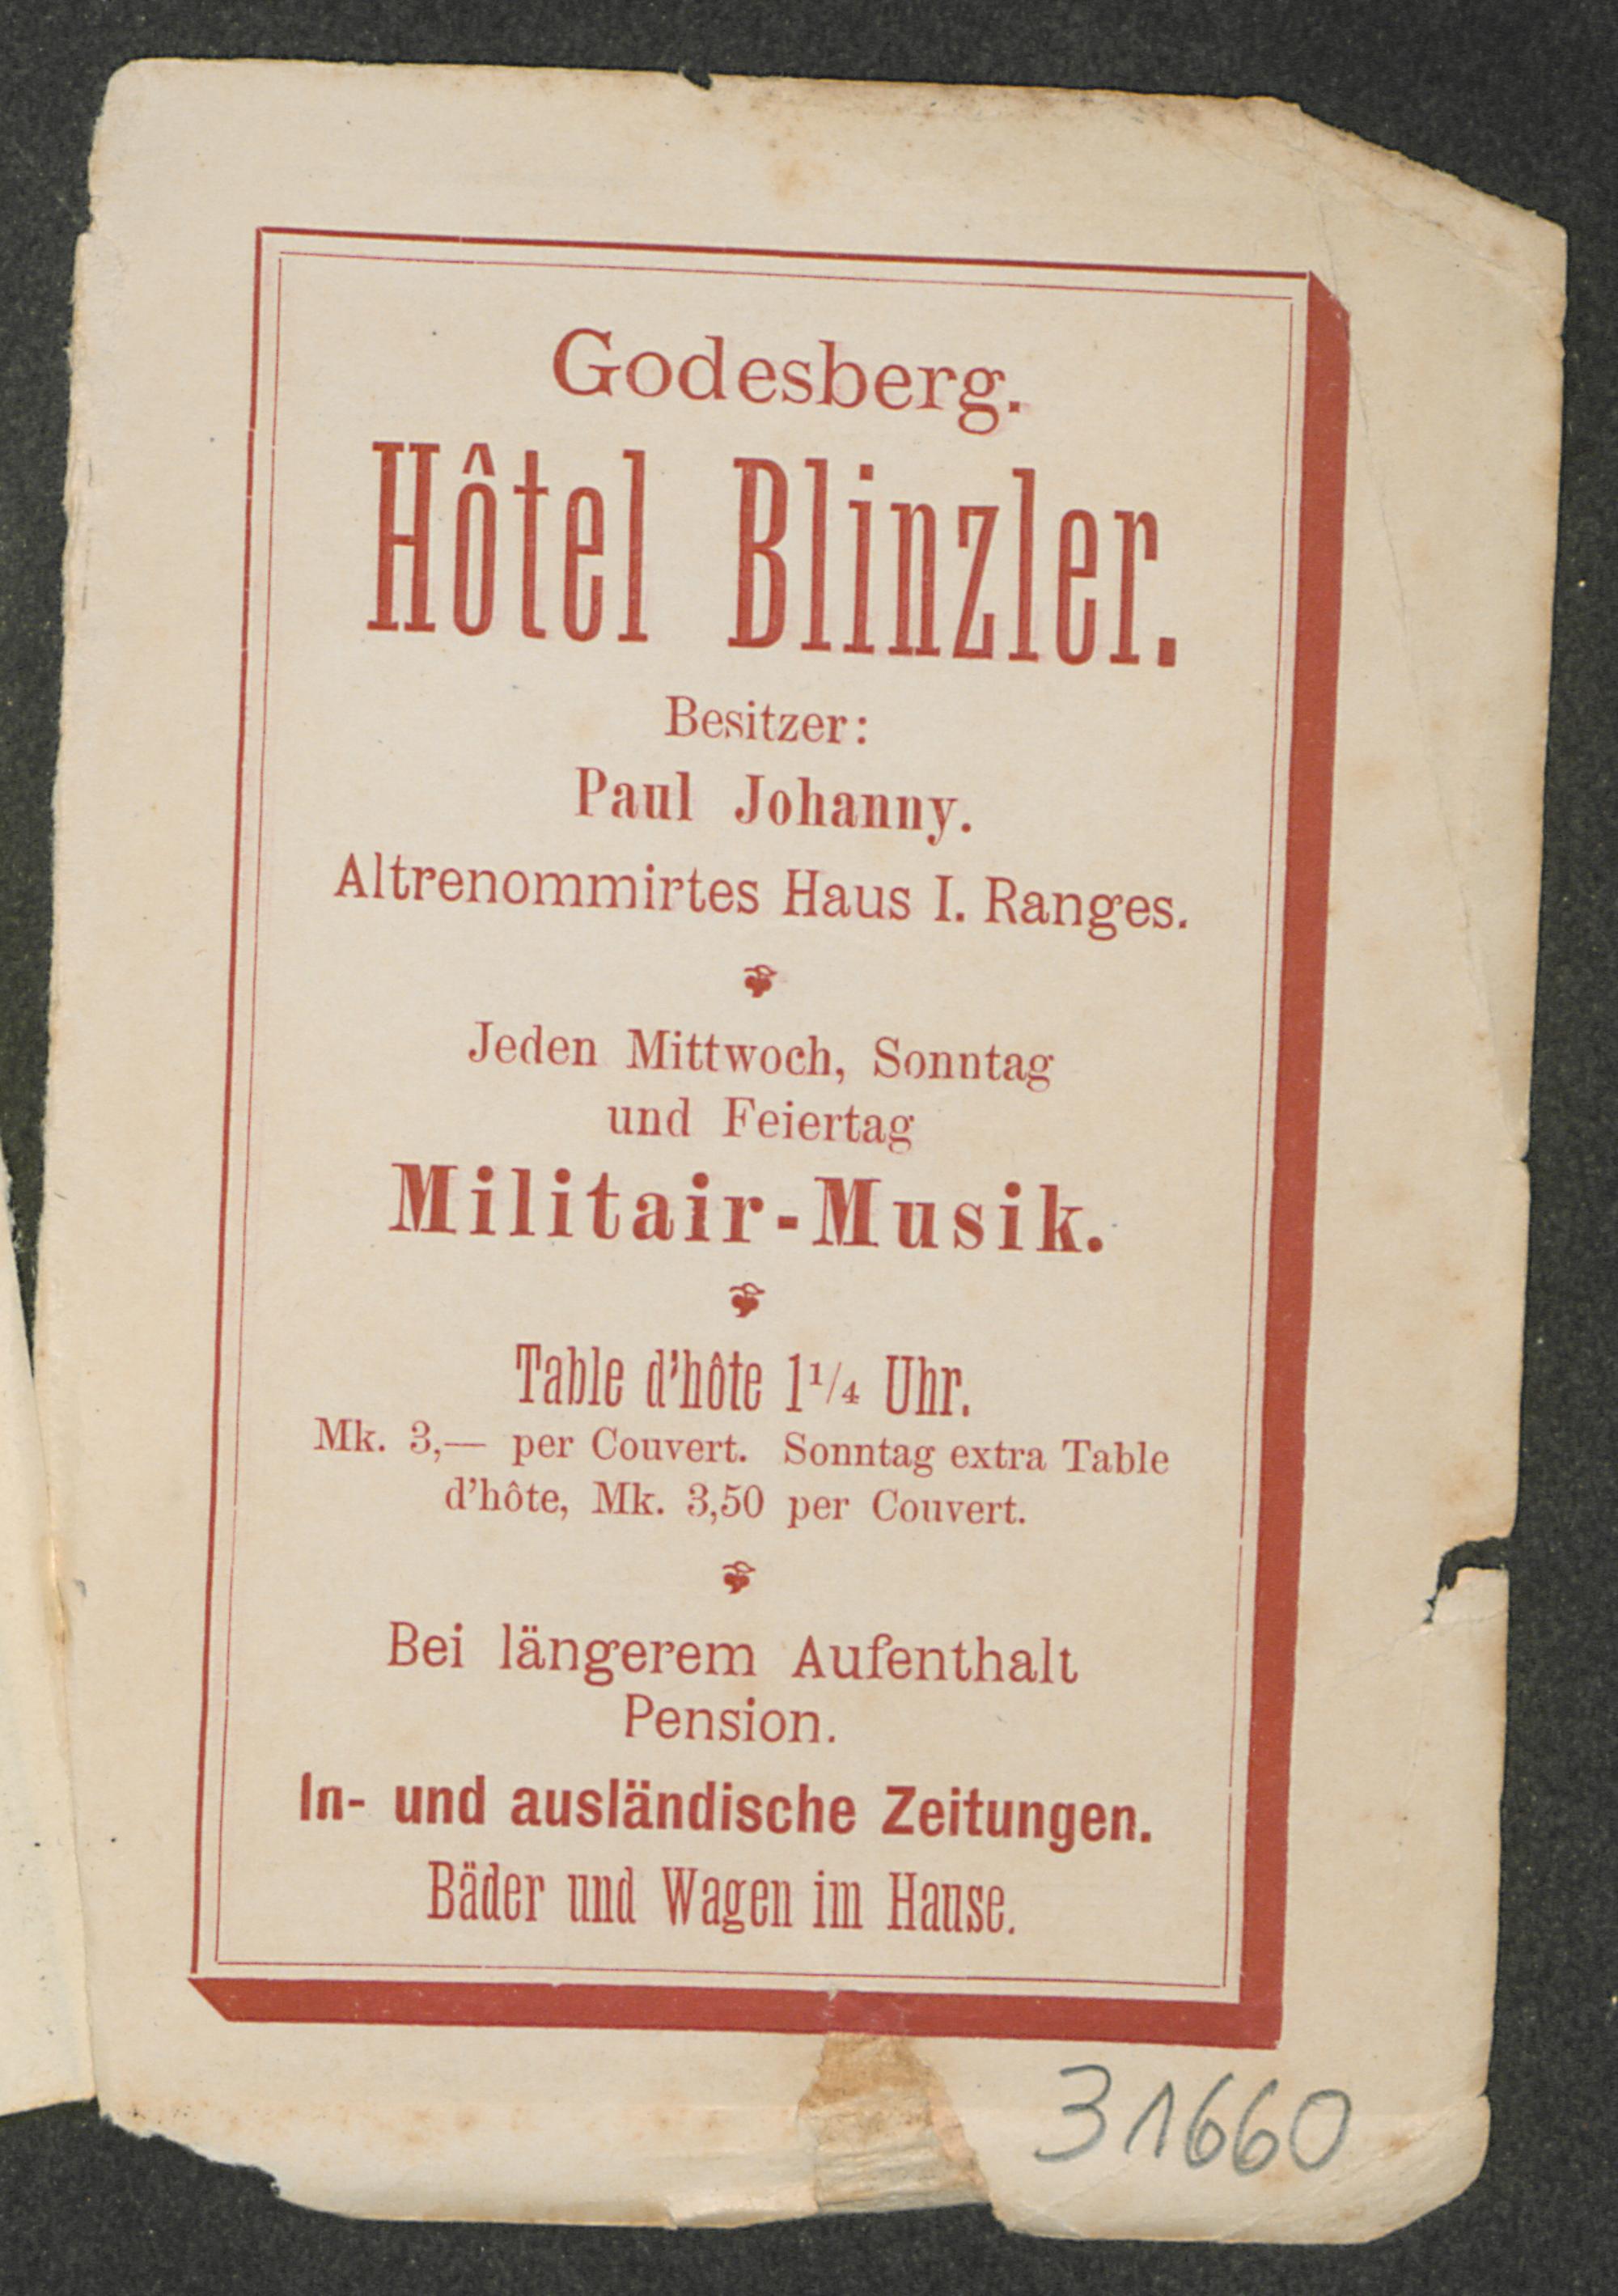 Godesberg.
Hôtel Blinzler.
Besitzer:
Paul Johanny.
Altrenommirtes Haus I. Ranges.
Jeden Mittwoch, Sonntag
und Feiertag
Militair-Musik.
Table d'hôte 1¹/₄ Uhr.
Mk. 3,— per Couvert. Sonntag extra Table
d'hôte, Mk. 3,50 per Couvert.
Bei längerem Aufenthalt
Pension.
In- und ausländische Zeitungen.
Bäder und Wagen im Hause.
31660